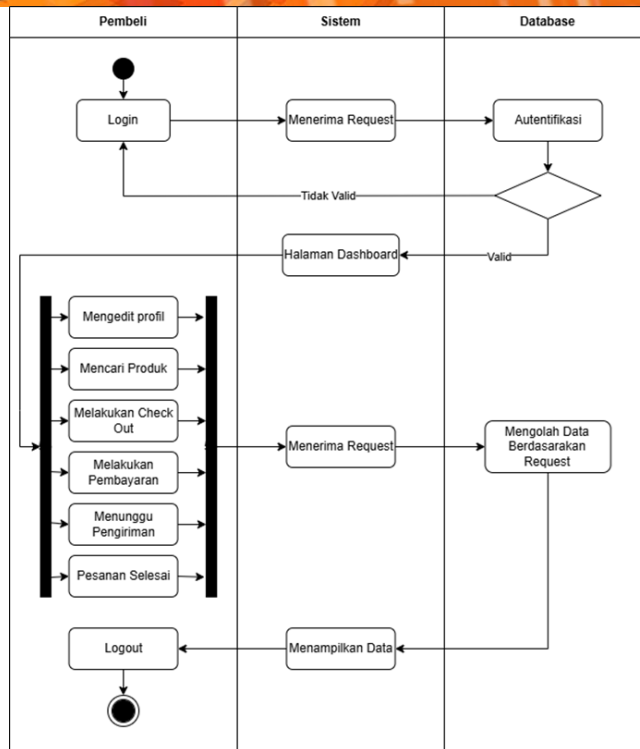 Pembeli
Sistem
Database
Login
Menerima Request
Autentifikasi
Tidak Valid
Halaman Dashboard
Valid
Mengedit profil
Mencari Produk
Melakukan Check
Out
Melakukan
Pembayaran
Menunggu
Pengiriman
Pesanan Selesai
Menerima Request
Mengolah Data
Berdasarakan
Request
Logout
Menampilkan Data